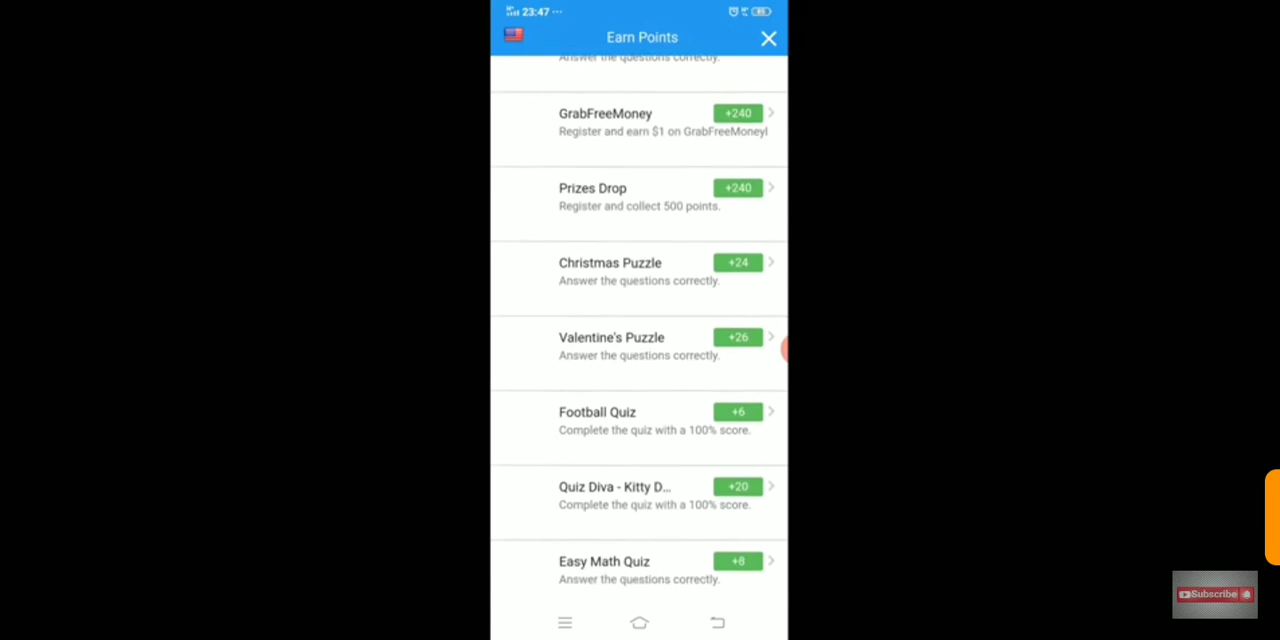 23:47
Earn Points
Answer the questions correctly.
GrabFreeMoney +240
Register and earn $1 on GrabFreeMoney!
Prizes Drop +240
Register and collect 500 points.
Christmas Puzzle +24
Answer the questions correctly.
Valentine's Puzzle +26
Answer the questions correctly.
Football Quiz +6
Complete the quiz with a 100% score.
Quiz Diva - Kitty D... +20
Complete the quiz with a 100% score.
Easy Math Quiz +8
Answer the questions correctly.
Subscribe